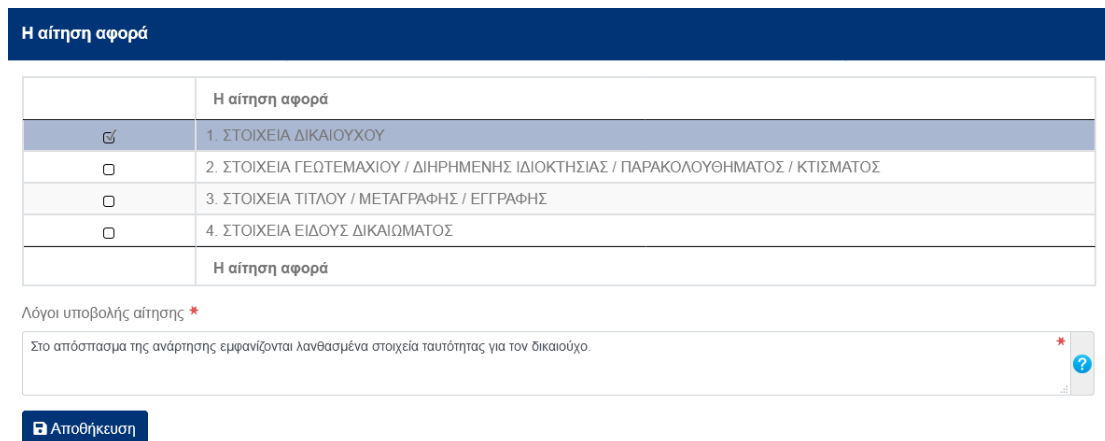 Η αίτηση αφορά
Η αίτηση αφορά
1. ΣΤΟΙΧΕΙΑ ΔΙΚΑΙΟΥΧΟΥ
2. ΣΤΟΙΧΕΙΑ ΓΕΩΤΕΜΑΧΙΟΥ / ΔΙΗΡΗΜΕΝΗΣ ΙΔΙΟΚΤΗΣΙΑΣ / ΠΑΡΑΚΟΛΟΥΘΗΜΑΤΟΣ / ΚΤΙΣΜΑΤΟΣ
3. ΣΤΟΙΧΕΙΑ ΤΙΤΛΟΥ / ΜΕΤΑΓΡΑΦΗΣ / ΕΓΓΡΑΦΗΣ
4. ΣΤΟΙΧΕΙΑ ΕΙΔΟΥΣ ΔΙΚΑΙΩΜΑΤΟΣ
Η αίτηση αφορά
Λόγοι υποβολής αίτησης *
Στο απόσπασμα της ανάρτησης εμφανίζονται λανθασμένα στοιχεία ταυτότητας για τον δικαιούχο. *
?
Αποθήκευση